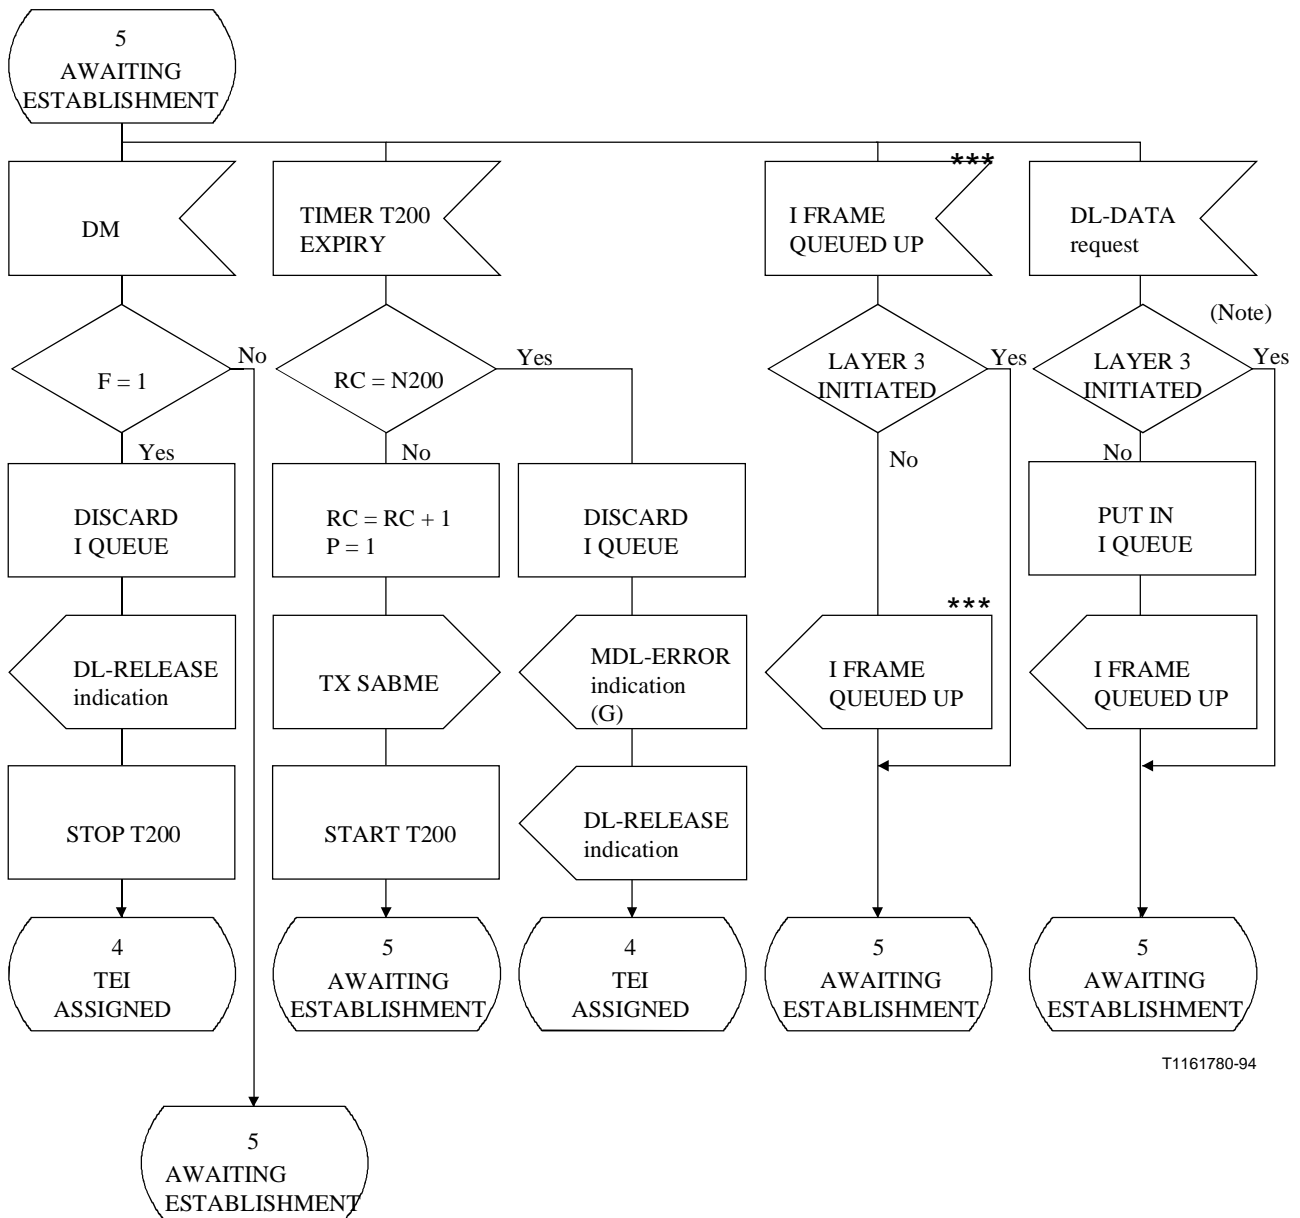 5
AWAITING
ESTABLISHMENT
DM
TIMER T200
EXPIRY
***
I FRAME
QUEUED UP
DL-DATA
request
F = 1
No
RC = N200
Yes
LAYER 3
INITIATED
Yes
(Note)
LAYER 3
INITIATED
Yes
Yes
No
No
No
DISCARD
I QUEUE
RC = RC + 1
P = 1
DISCARD
I QUEUE
PUT IN
I QUEUE
DL-RELEASE
indication
TX SABME
MDL-ERROR
indication
(G)
***
I FRAME
QUEUED UP
I FRAME
QUEUED UP
STOP T200
START T200
DL-RELEASE
indication
4
TEI
ASSIGNED
5
AWAITING
ESTABLISHMENT
4
TEI
ASSIGNED
5
AWAITING
ESTABLISHMENT
5
AWAITING
ESTABLISHMENT
T1161780-94
5
AWAITING
ESTABLISHMENT